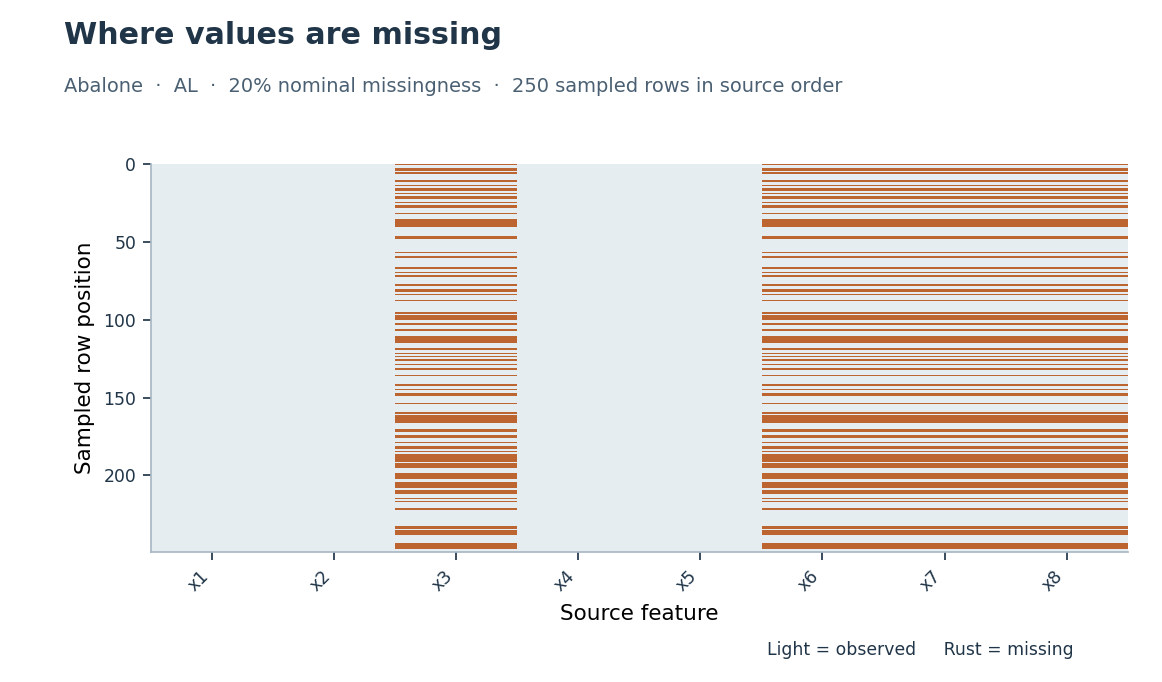 Where values are missing
Abalone · AL · 20% nominal missingness · 250 sampled rows in source order
0
50
100
150
200
Sampled row position
x1 x2 x3 x4 x5 x6 x7 x8
Source feature
Light = observed Rust = missing